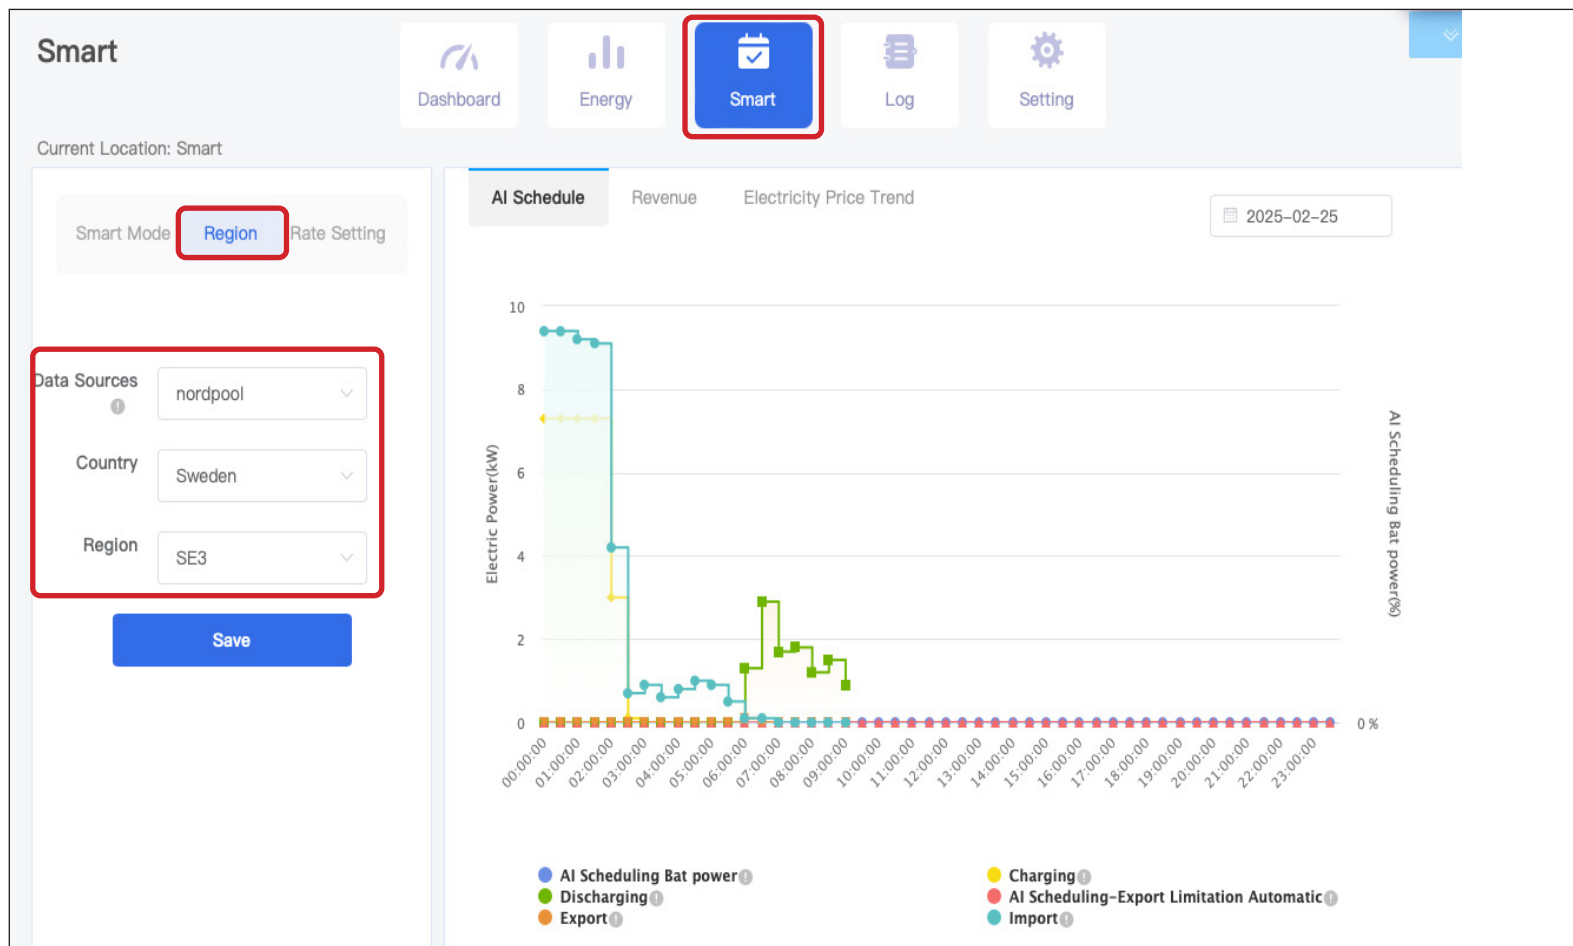 Smart
Dashboard
Energy
Smart
Log
Setting
Current Location: Smart
Smart Mode
Region
Rate Setting
Data Sources
nordpool
Country
Sweden
Region
SE3
Save
AI Schedule
Revenue
Electricity Price Trend
2025-02-25
10
8
6
4
2
0
Electric Power(kW)
AI Scheduling Bat power(%)
0 %
00:00:00
01:00:00
02:00:00
03:00:00
04:00:00
05:00:00
06:00:00
07:00:00
08:00:00
09:00:00
10:00:00
11:00:00
12:00:00
13:00:00
14:00:00
15:00:00
16:00:00
17:00:00
18:00:00
19:00:00
20:00:00
21:00:00
22:00:00
23:00:00
AI Scheduling Bat power
Charging
Discharging
AI Scheduling-Export Limitation Automatic
Export
Import